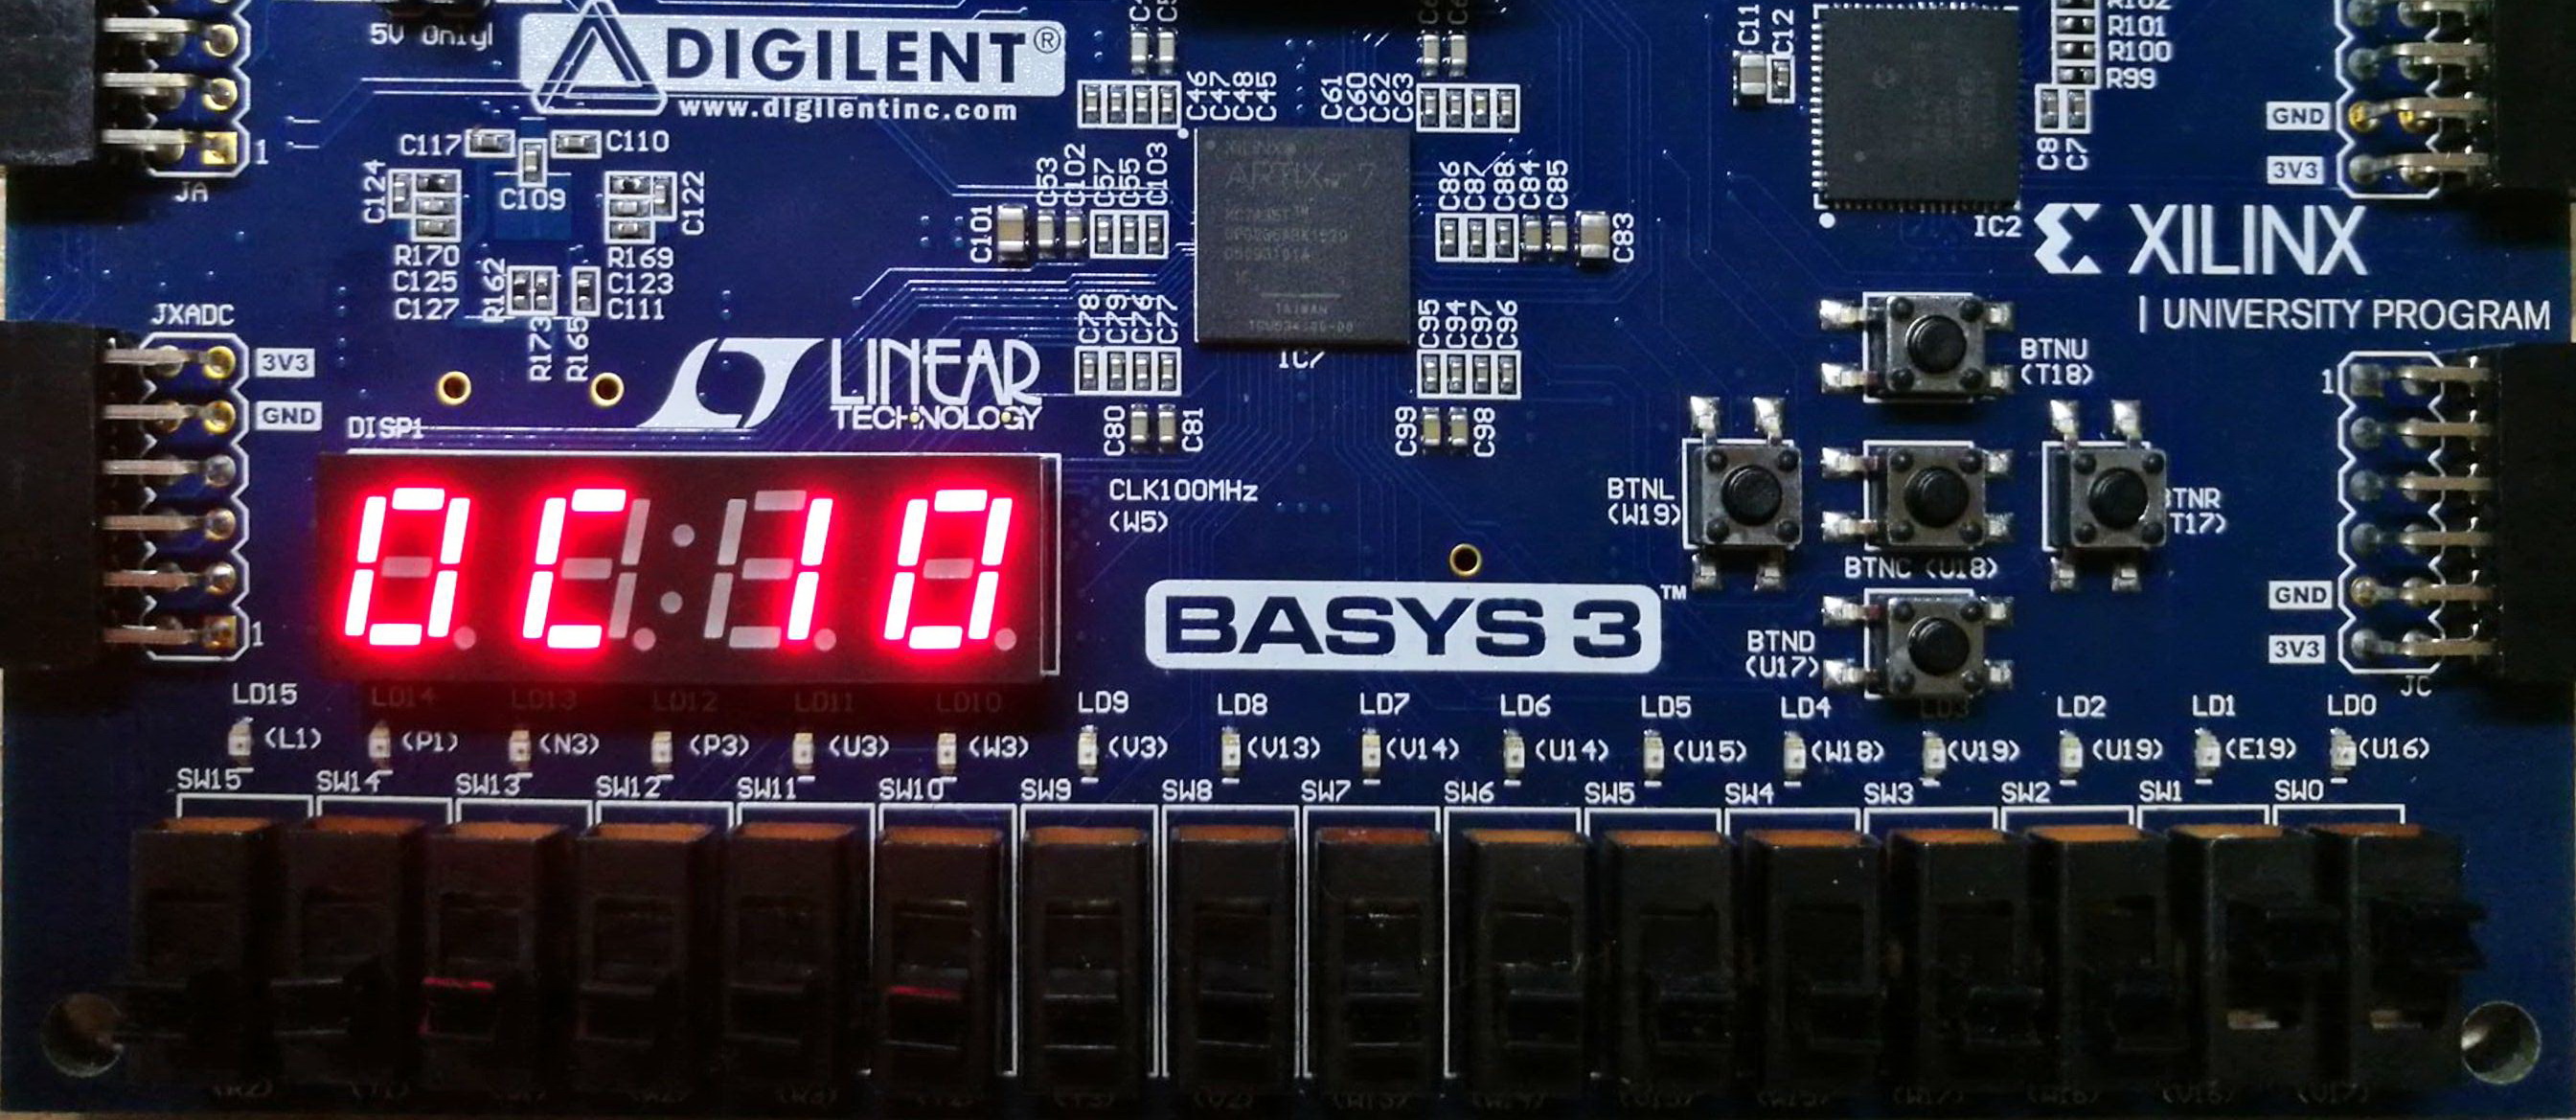 5V Only!
DIGILENT®
www.digilentinc.com
C46
C47
C48
C45
C61
C60
C62
C63
C11
C12
R102
R101
R100
R99
C8
C7
GND
3V3
1
JA
C117
C110
C124
C109
C122
R170
C125
C127
R162
R173
R165
R169
C123
C111
C101
C53
C102
C57
C55
C103
XILINX
ARTIX 7
TAIWAN
C86
C87
C88
C84
C85
C83
IC2
XILINX
UNIVERSITY PROGRAM
JXADC
3V3
GND
1
LINEAR
TECHNOLOGY
C78
C79
C76
C77
IC7
C95
C94
C97
C96
C80
C81
C99
C98
BTNU
(T18)
1
DISP1
0C10
CLK100MHz
(W5)
BTNL
(W19)
BTNR
T17)
BTNC (U18)
BASYS 3™
BTND
(U17)
GND
3V3
JC
LD15 LD14 LD13 LD12 LD11 LD10 LD9 LD8 LD7 LD6 LD5 LD4 LD3 LD2 LD1 LD0
(L1) (P1) (N3) (P3) (U3) (W3) (V3) (V13) (V14) (U14) (U15) (W18) (V19) (U19) (E19) (U16)
SW15 SW14 SW13 SW12 SW11 SW10 SW9 SW8 SW7 SW6 SW5 SW4 SW3 SW2 SW1 SW0